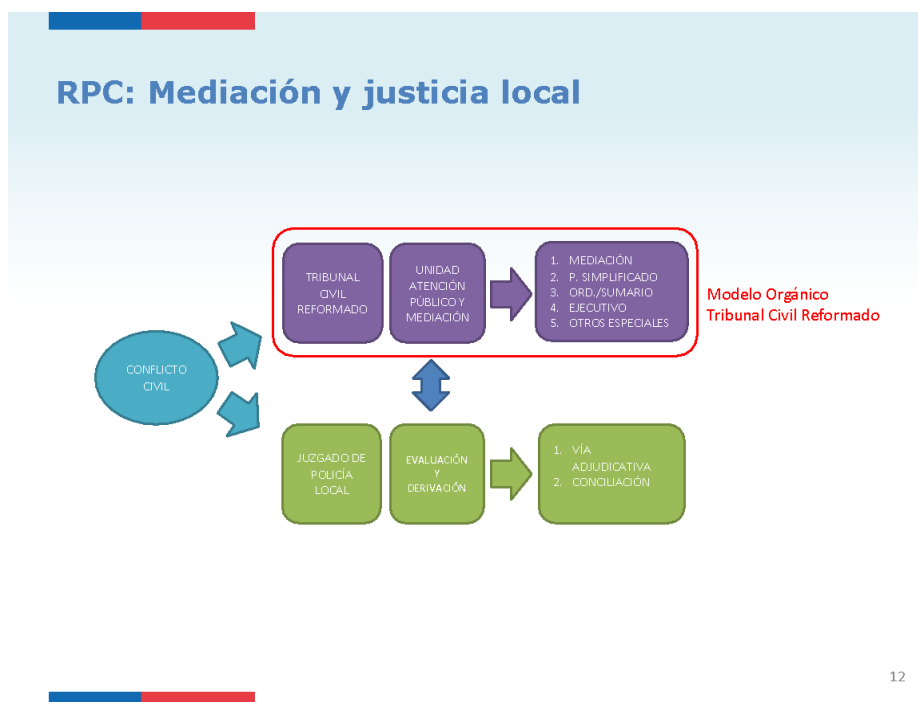 RPC: Mediación y justicia local
CONFLICTO
CIVIL
TRIBUNAL
CIVIL
REFORMADO
UNIDAD
ATENCIÓN
PÚBLICO Y
MEDIACIÓN
1. MEDIACIÓN
2. P. SIMPLIFICADO
3. ORD./SUMARIO
4. EJECUTIVO
5. OTROS ESPECIALES
Modelo Orgánico
Tribunal Civil Reformado
JUZGADO DE
POLICÍA
LOCAL
EVALUACIÓN
Y
DERIVACIÓN
1. VÍA
ADJUDICATIVA
2. CONCILIACIÓN
12